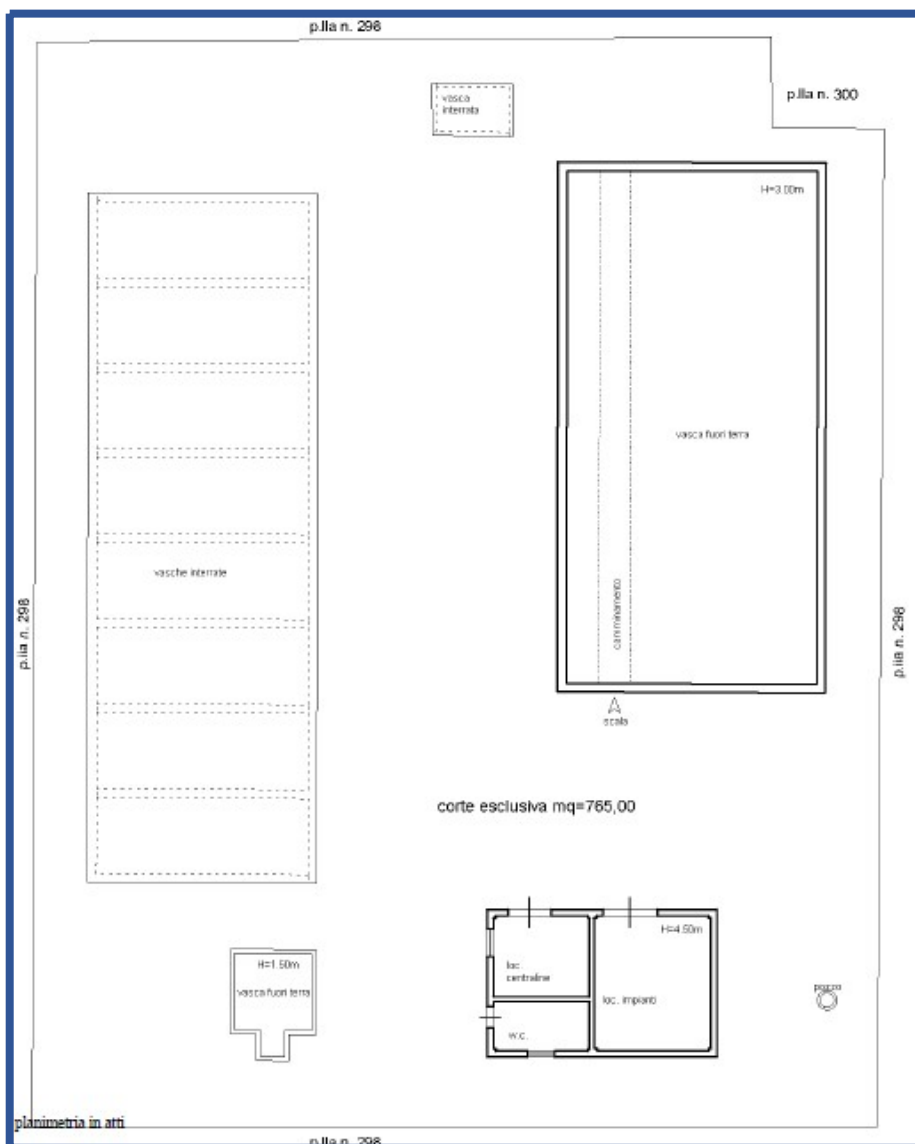 p.lla n. 298
p.lla n. 300
vasca
interrata
H=3.00m
vasca fuori terra
vasche interrate
camminamento
p.lla n. 298
p.lla n. 298
scala
corte esclusiva mq=765,00
H=1.50m
vasca fuori terra
H=4.50m
loc.
centraline
loc. impianti
w.c.
pozzo
planimetria in atti
p.lla n. 298